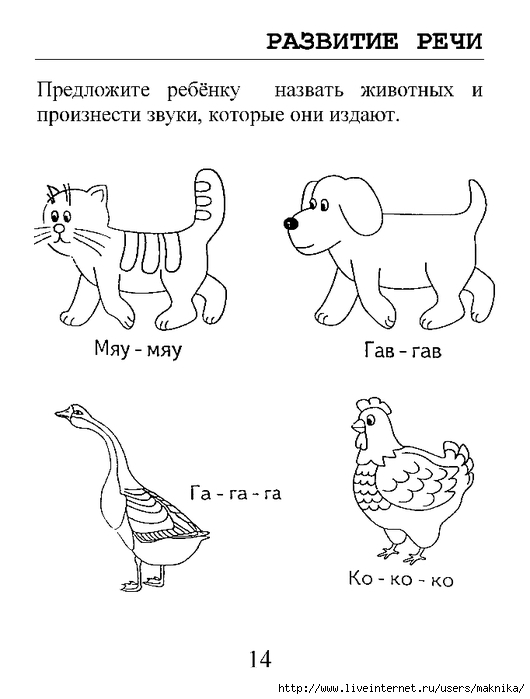 РАЗВИТИЕ РЕЧИ
Предложите ребёнку назвать животных и
произнести звуки, которые они издают.
Мяу - мяу
Гав - гав
Га - га - га
Ко - ко - ко
14
http://www.liveinternet.ru/users/maknika/